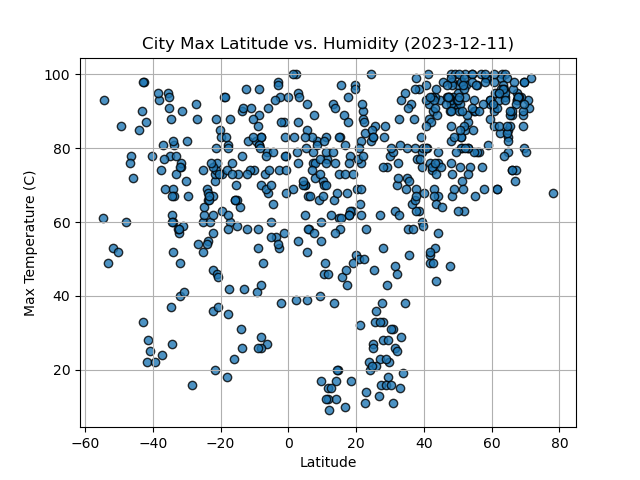 City Max Latitude vs. Humidity (2023-12-11)
Max Temperature (C)
100
80
60
40
20
−60 −40 −20 0 20 40 60 80
Latitude